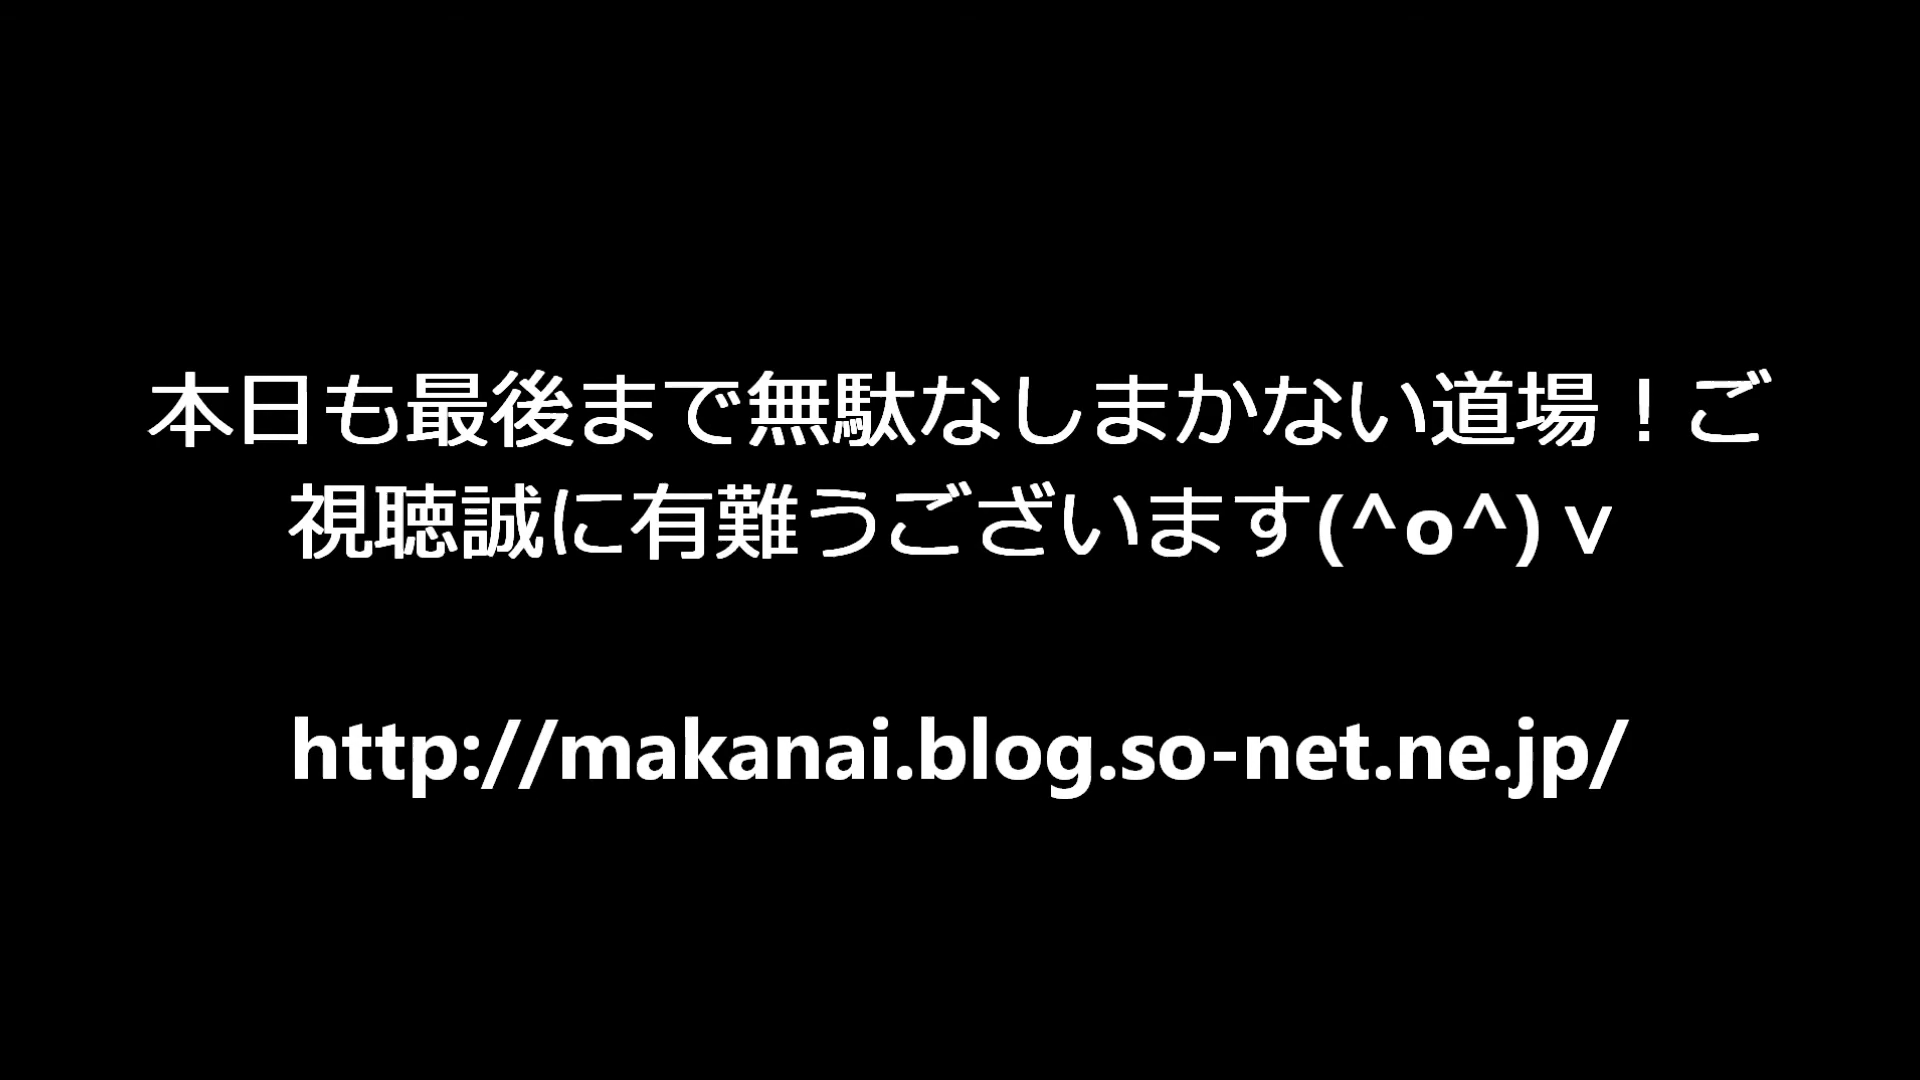 本日も最後まで無駄なしまかない道場！ご
視聴誠に有難うございます(^o^)ｖ
http://makanai.blog.so-net.ne.jp/